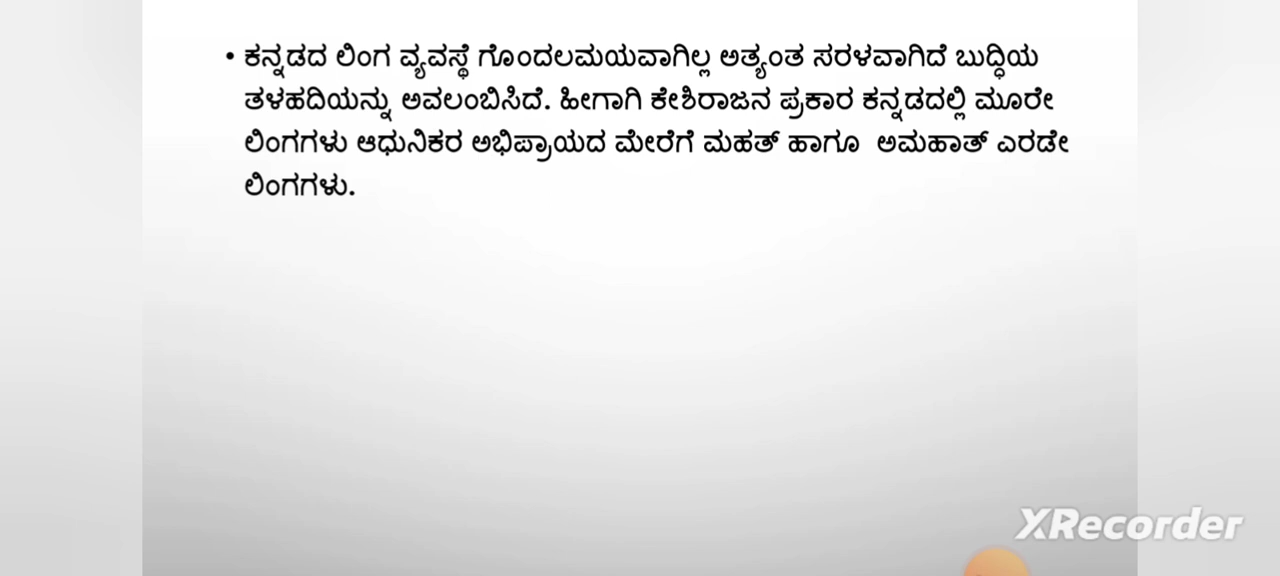 • ಕನ್ನಡದ ಲಿಂಗ ವ್ಯವಸ್ಥೆ ಗೊಂದಲಮಯವಾಗಿಲ್ಲ ಅತ್ಯಂತ ಸರಳವಾಗಿದೆ ಬುದ್ಧಿಯ
ತಳಹದಿಯನ್ನು ಅವಲಂಬಿಸಿದೆ. ಹೀಗಾಗಿ ಕೇಶಿರಾಜನ ಪ್ರಕಾರ ಕನ್ನಡದಲ್ಲಿ ಮೂರೇ
ಲಿಂಗಗಳು ಆಧುನಿಕರ ಅಭಿಪ್ರಾಯದ ಮೇರೆಗೆ ಮಹತ್ ಹಾಗೂ ಅಮಹಾತ್ ಎರಡೇ
ಲಿಂಗಗಳು.
XRecorder